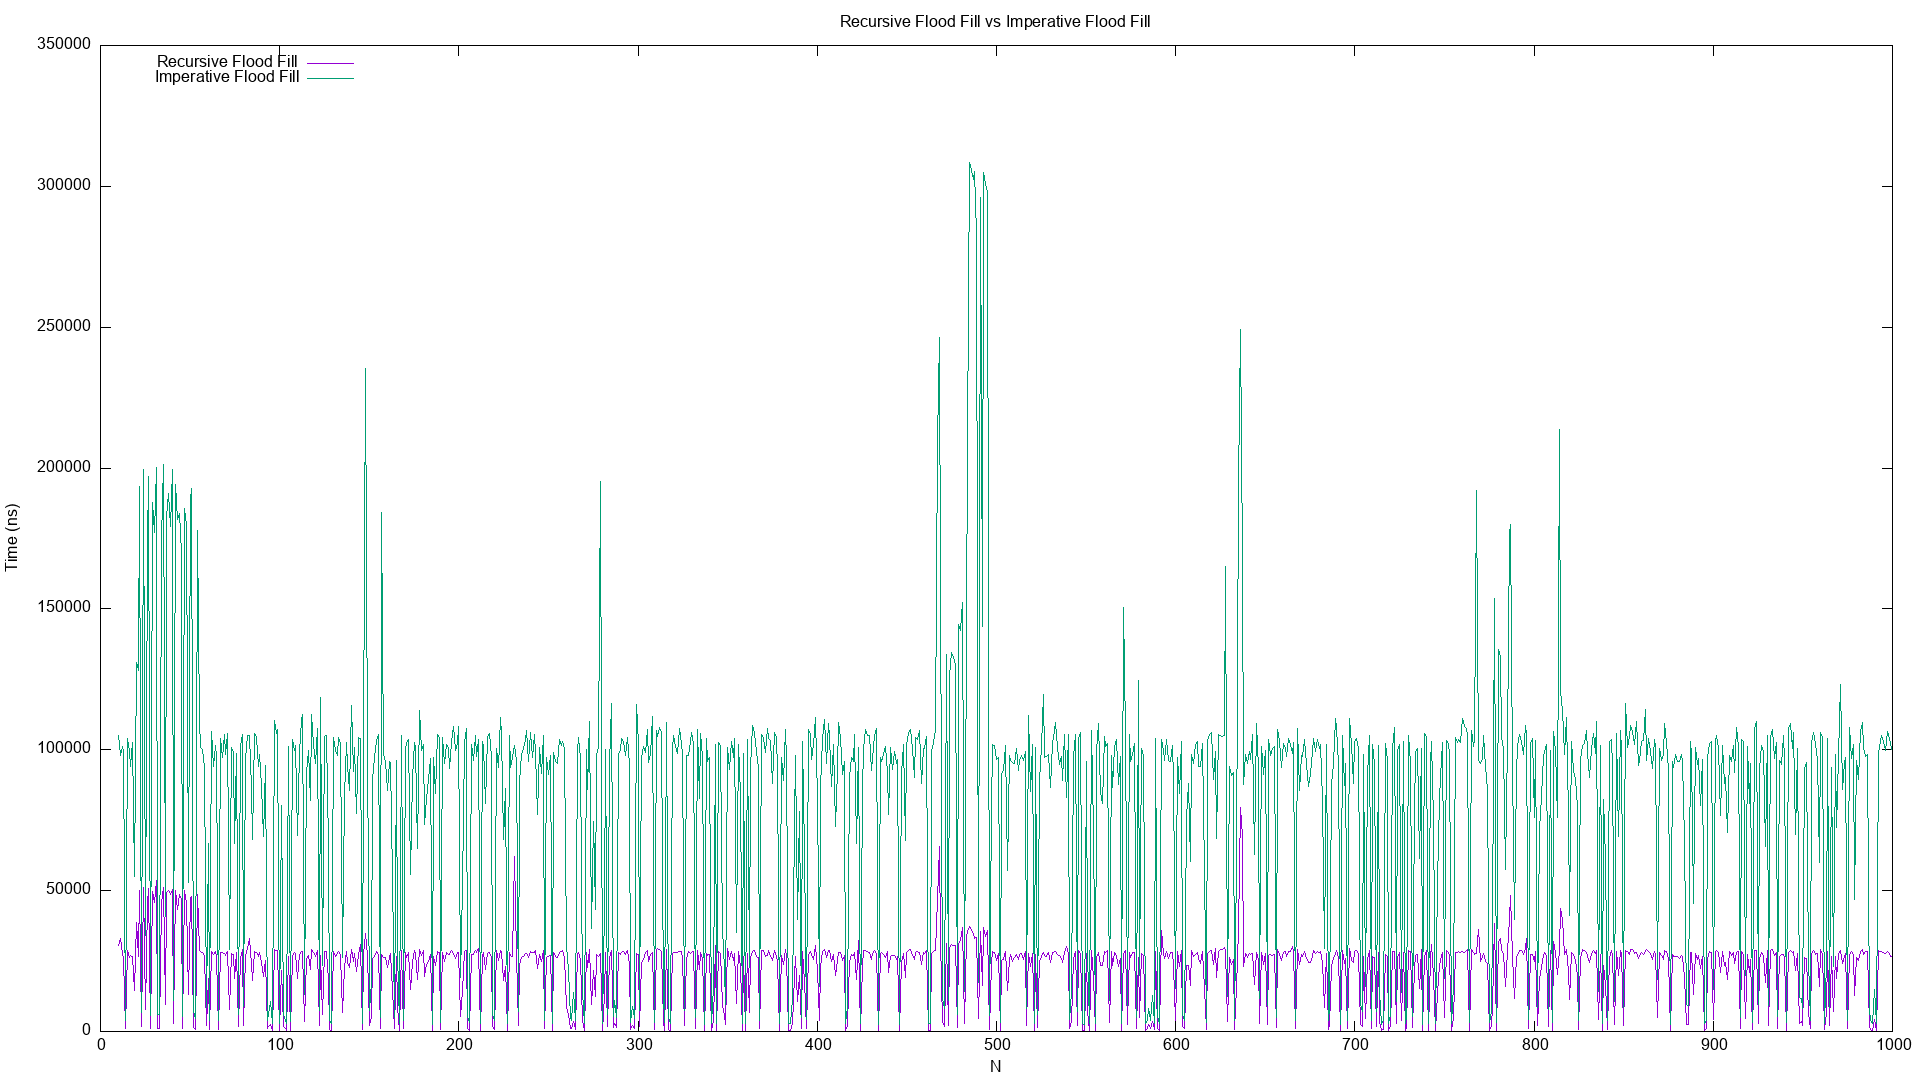 Recursive Flood Fill vs Imperative Flood Fill
350000
Recursive Flood Fill
Imperative Flood Fill
300000
250000
200000
150000
100000
50000
0
Time (ns)
0 100 200 300 400 500 600 700 800 900 1000
N